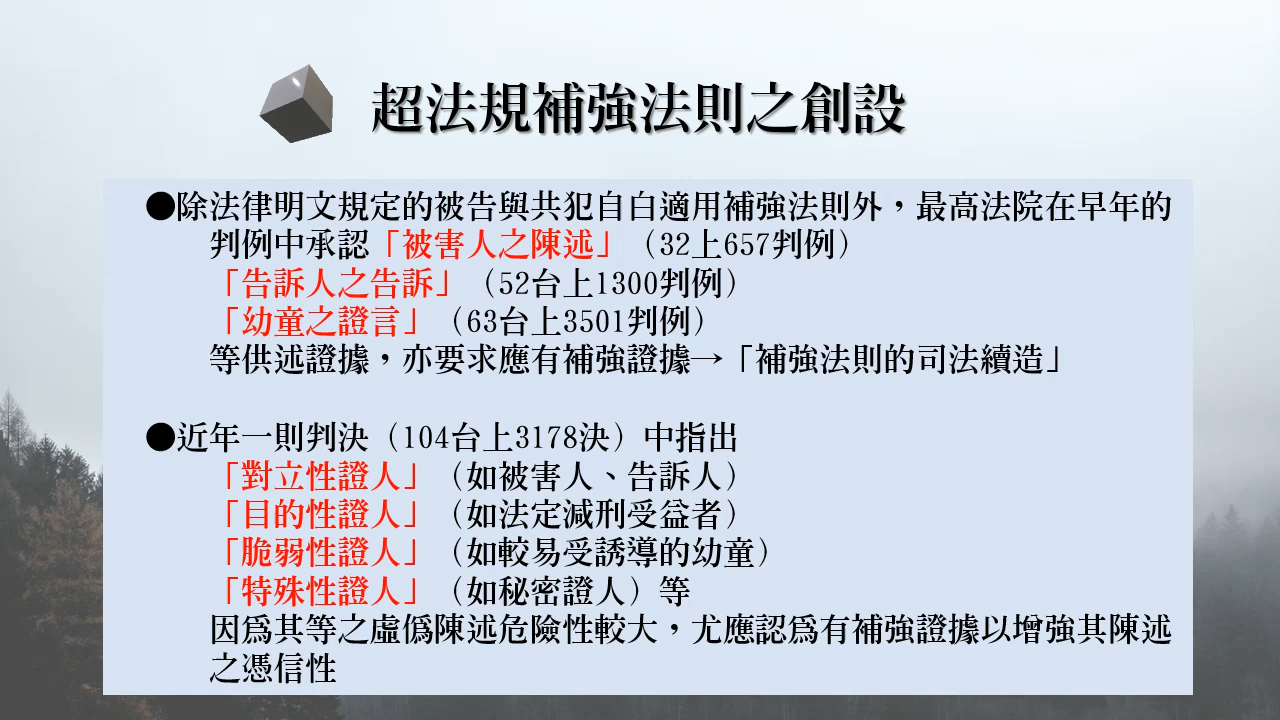 超法規補強法則之創設
●除法律明文規定的被告與共犯自白適用補強法則外，最高法院在早年的
判例中承認「被害人之陳述」（32上657判例）
「告訴人之告訴」（52台上1300判例）
「幼童之證言」（63台上3501判例）
等供述證據，亦要求應有補強證據→「補強法則的司法續造」
●近年一則判決（104台上3178決）中指出
「對立性證人」（如被害人、告訴人）
「目的性證人」（如法定減刑受益者）
「脆弱性證人」（如較易受誘導的幼童）
「特殊性證人」（如秘密證人）等
因爲其等之虛僞陳述危險性較大，尤應認爲有補強證據以增強其陳述
之憑信性